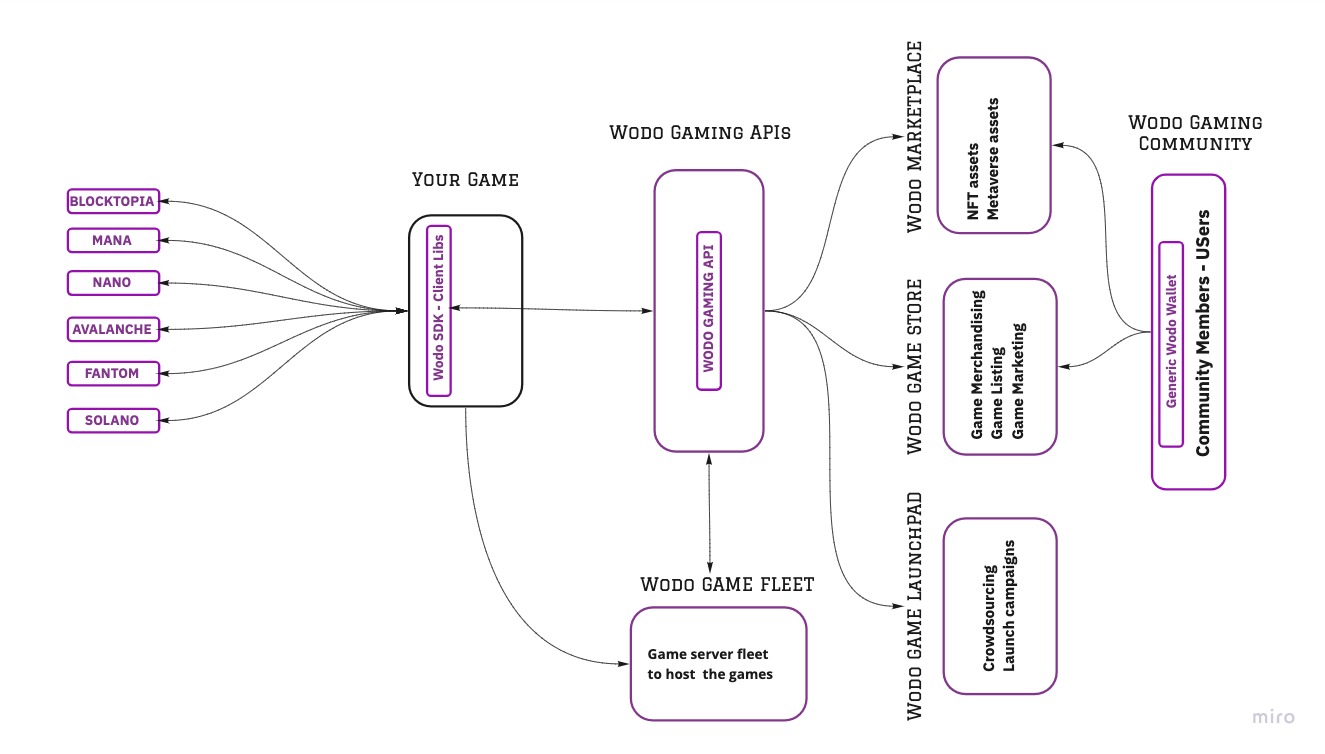 BLOCKTOPIA
MANA
NANO
AVALANCHE
FANTOM
SOLANO
Your Game
Wodo SDK - Client Libs
Wodo Gaming APIs
WODO GAMING API
Wodo GAME FLEET
Game server fleet
to host the games
Wodo Marketplace
NFT assets
Metaverse assets
Wodo GAME STORE
Game Merchandising
Game Listing
Game Marketing
Wodo GAME LAUNCHPAD
Crowdsourcing
Launch campaigns
Wodo Gaming
Community
Generic Wodo Wallet
Community Members - USers
miro